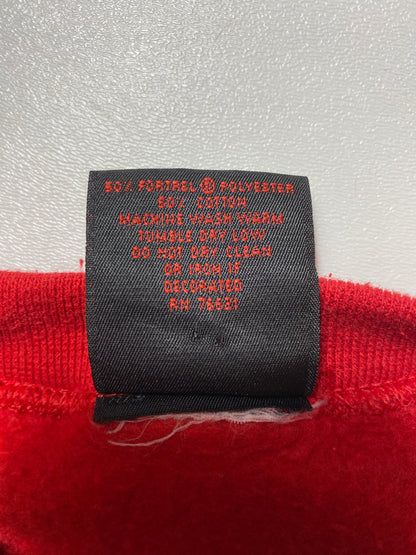 50% FORTREL ® POLYESTER
50% COTTON
MACHINE WASH WARM
TUMBLE DRY LOW
DO NOT DRY CLEAN
OR IRON IF
DECORATED
RN 76621